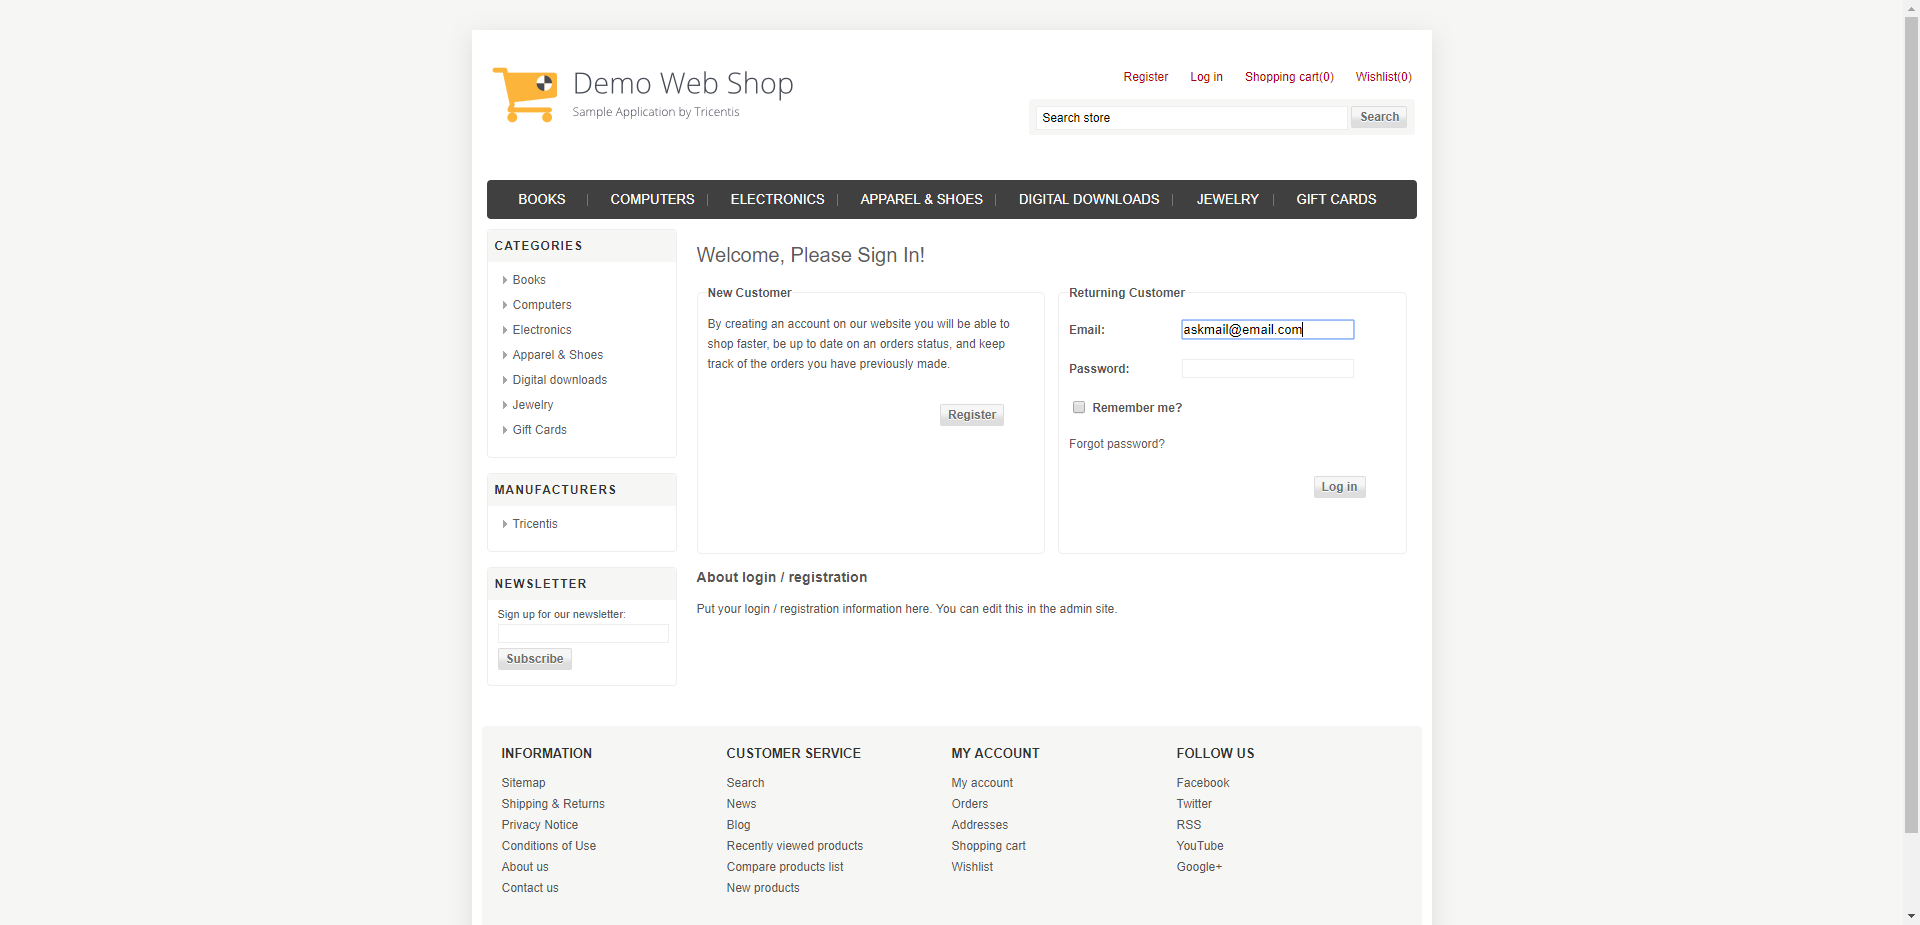 Demo Web Shop
Sample Application by Tricentis
Register Log in Shopping cart(0) Wishlist(0)
Search store Search
BOOKS COMPUTERS ELECTRONICS APPAREL & SHOES DIGITAL DOWNLOADS JEWELRY GIFT CARDS
CATEGORIES
Books
Computers
Electronics
Apparel & Shoes
Digital downloads
Jewelry
Gift Cards
MANUFACTURERS
Tricentis
NEWSLETTER
Sign up for our newsletter:
Subscribe
Welcome, Please Sign In!
New Customer
By creating an account on our website you will be able to
shop faster, be up to date on an orders status, and keep
track of the orders you have previously made.
Register
Returning Customer
Email: askmail@email.com
Password:
Remember me?
Forgot password?
Log in
About login / registration
Put your login / registration information here. You can edit this in the admin site.
INFORMATION
Sitemap
Shipping & Returns
Privacy Notice
Conditions of Use
About us
Contact us
CUSTOMER SERVICE
Search
News
Blog
Recently viewed products
Compare products list
New products
MY ACCOUNT
My account
Orders
Addresses
Shopping cart
Wishlist
FOLLOW US
Facebook
Twitter
RSS
YouTube
Google+